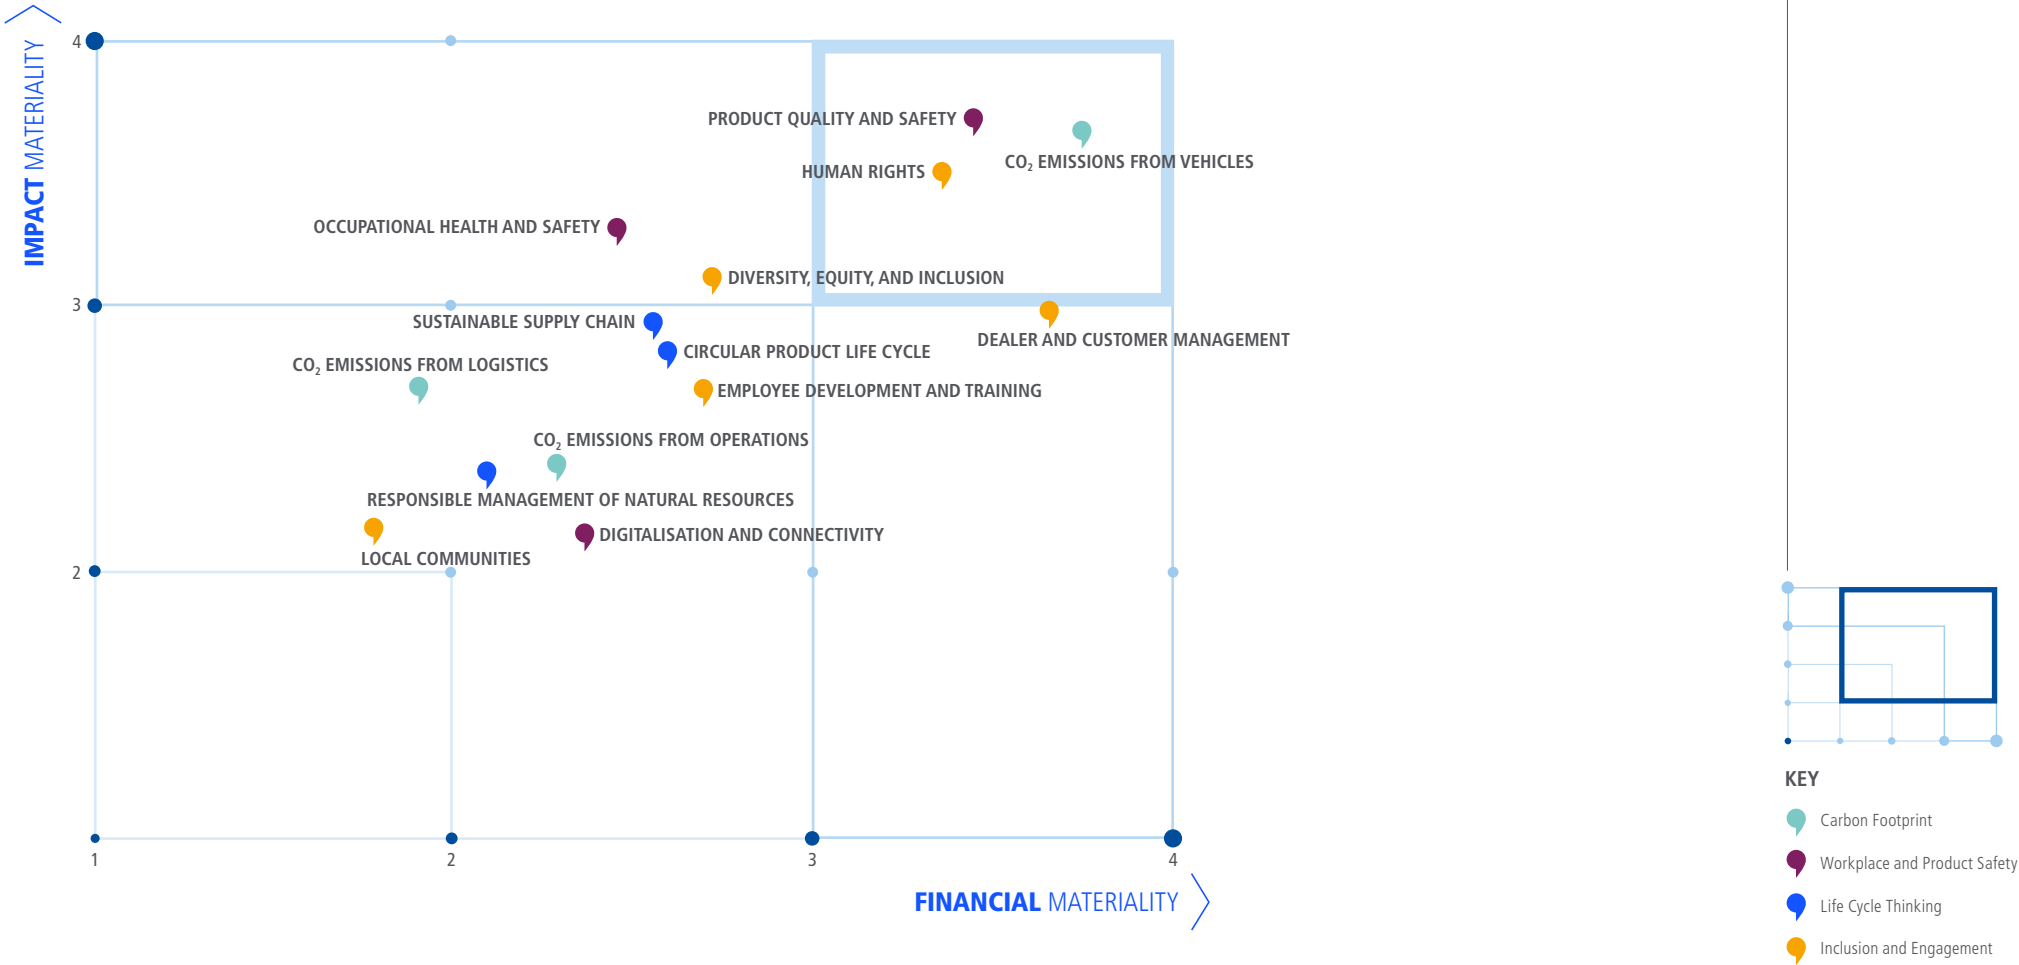 IMPACT MATERIALITY
4
PRODUCT QUALITY AND SAFETY
CO₂ EMISSIONS FROM VEHICLES
HUMAN RIGHTS
OCCUPATIONAL HEALTH AND SAFETY
DIVERSITY, EQUITY, AND INCLUSION
3
SUSTAINABLE SUPPLY CHAIN
DEALER AND CUSTOMER MANAGEMENT
CIRCULAR PRODUCT LIFE CYCLE
CO₂ EMISSIONS FROM LOGISTICS
EMPLOYEE DEVELOPMENT AND TRAINING
CO₂ EMISSIONS FROM OPERATIONS
RESPONSIBLE MANAGEMENT OF NATURAL RESOURCES
DIGITALISATION AND CONNECTIVITY
LOCAL COMMUNITIES
2
1 2 3 4
FINANCIAL MATERIALITY
KEY
Carbon Footprint
Workplace and Product Safety
Life Cycle Thinking
Inclusion and Engagement